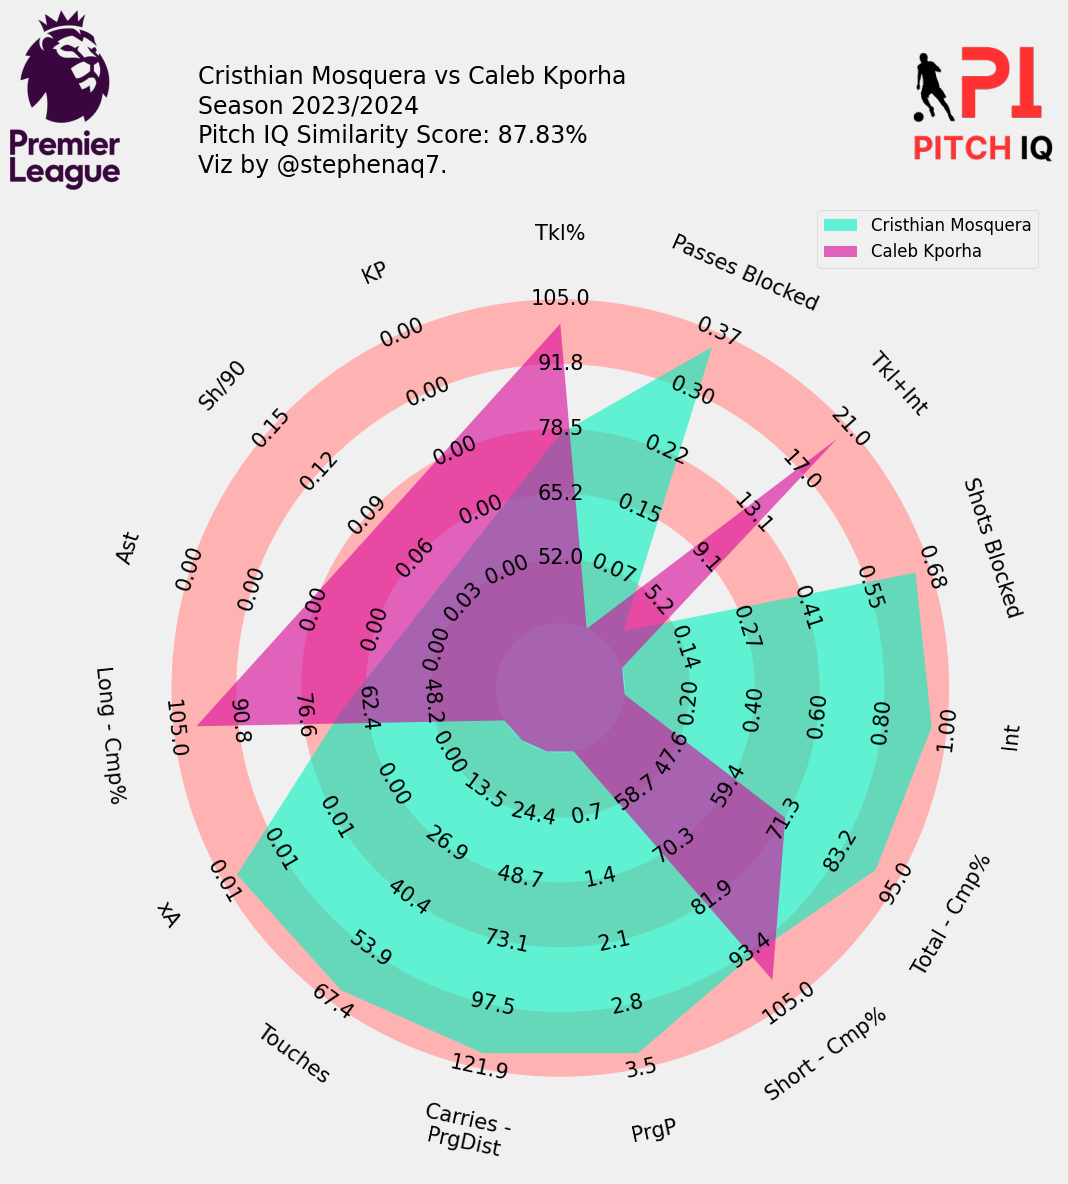 Premier
League
Cristhian Mosquera vs Caleb Kporha
Season 2023/2024
Pitch IQ Similarity Score: 87.83%
Viz by @stephenaq7.
PI
PITCH IQ
Cristhian Mosquera
Caleb Kporha
Tkl%
52.0
65.2
78.5
91.8
105.0
Passes Blocked
0.07
0.15
0.22
0.30
0.37
Tkl+Int
5.2
9.1
13.1
17.0
21.0
Shots Blocked
0.14
0.27
0.41
0.55
0.68
Int
0.20
0.40
0.60
0.80
1.00
Total - Cmp%
47.6
59.4
71.3
83.2
95.0
Short - Cmp%
58.7
70.3
81.9
93.4
105.0
PrgP
0.7
1.4
2.1
2.8
3.5
Carries -
PrgDist
24.4
48.7
73.1
97.5
121.9
Touches
13.5
26.9
40.4
53.9
67.4
xA
0.00
0.00
0.01
0.01
0.01
Long - Cmp%
48.2
62.4
76.6
90.8
105.0
Ast
0.00
0.00
0.00
0.00
0.00
Sh/90
0.03
0.06
0.09
0.12
0.15
KP
0.00
0.00
0.00
0.00
0.00